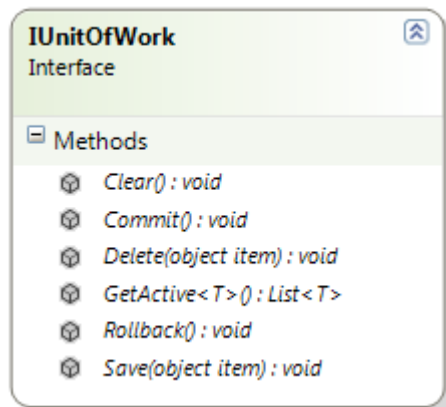 IUnitOfWork
Interface
Methods
Clear() : void
Commit() : void
Delete(object item) : void
GetActive<T>() : List<T>
Rollback() : void
Save(object item) : void